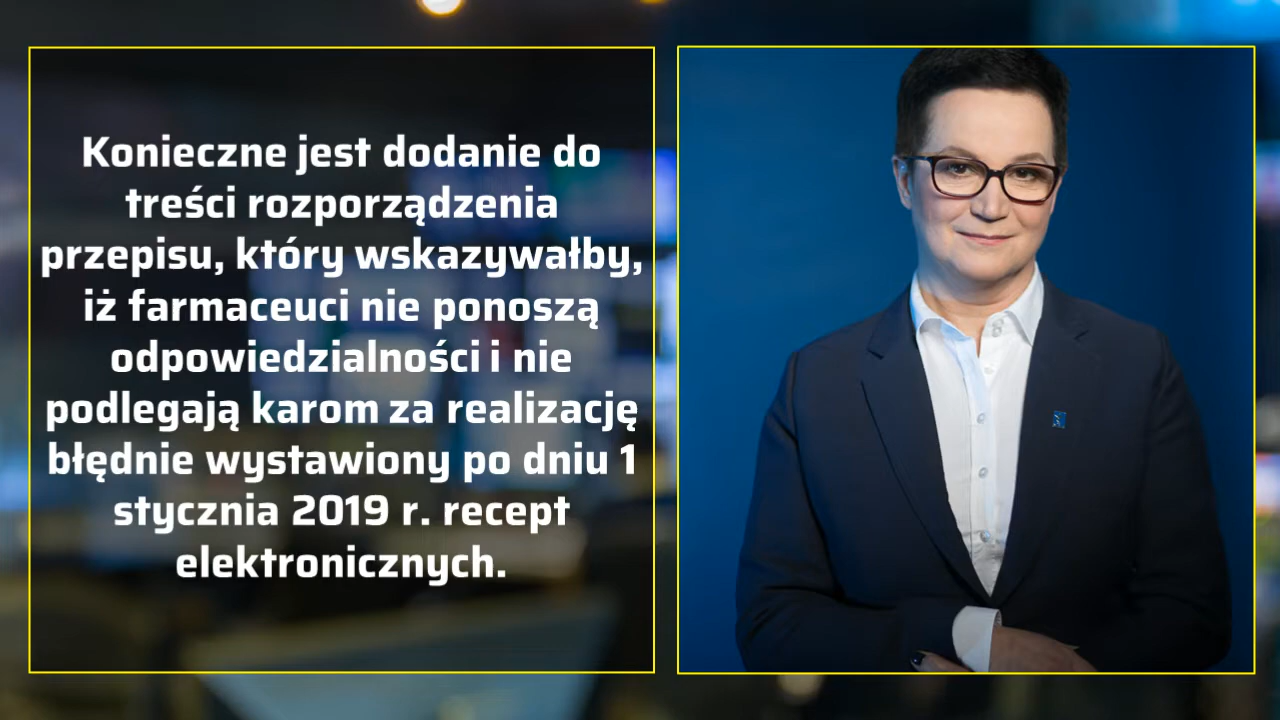 Konieczne jest dodanie do
treści rozporządzenia
przepisu, który wskazywałby,
iż farmaceuci nie ponoszą
odpowiedzialności i nie
podlegają karom za realizację
błędnie wystawiony po dniu 1
stycznia 2019 r. recept
elektronicznych.